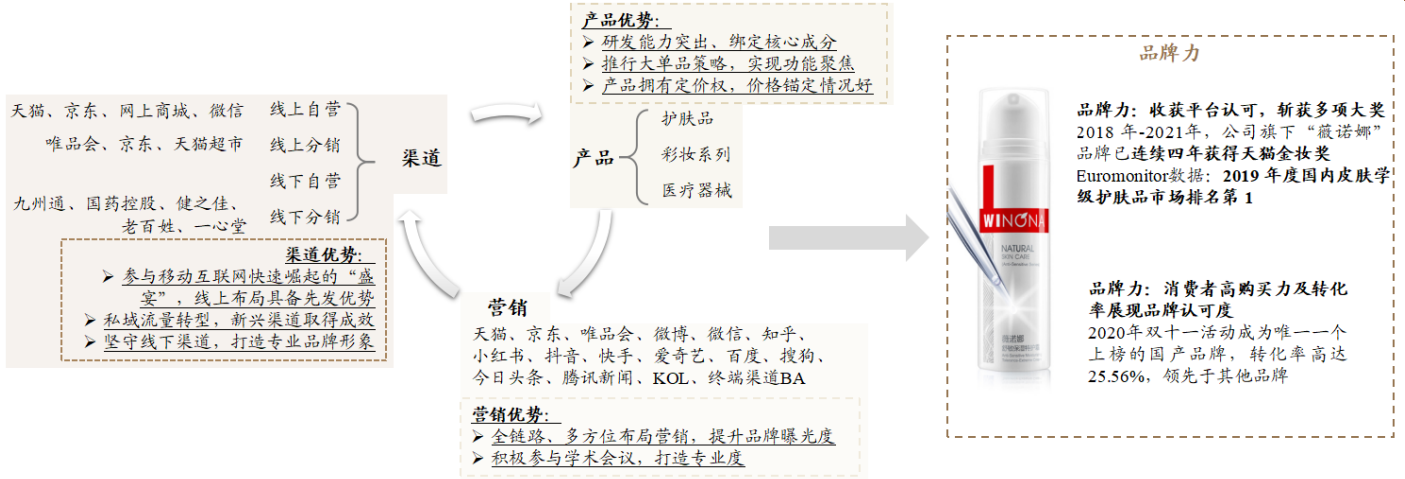 产品优势:
➢ 研发能力突出、绑定核心成分
➢ 推行大单品策略，实现功能聚焦
➢ 产品拥有定价权，价格锚定情况好
产品
护肤品
彩妆系列
医疗器械
天猫、京东、网上商城、微信 线上自营
唯品会、京东、天猫超市 线上分销
线下自营
九州通、国药控股、健之佳、
老百姓、一心堂
线下分销
渠道
渠道优势:
➢ 参与移动互联网快速崛起的“盛
宴”，线上布局具备先发优势
➢ 私域流量转型，新兴渠道取得成效
➢ 坚守线下渠道，打造专业品牌形象
营销
天猫、京东、唯品会、微博、微信、知乎、
小红书、抖音、快手、爱奇艺、百度、搜狗、
今日头条、腾讯新闻、KOL、终端渠道BA
营销优势:
➢ 全链路、多方位布局营销，提升品牌曝光度
➢ 积极参与学术会议，打造专业度
品牌力
品牌力：收获平台认可，斩获多项大奖
2018 年-2021年，公司旗下“薇诺娜”
品牌已连续四年获得天猫金妆奖
Euromonitor数据：2019 年度国内皮肤学
级护肤品市场排名第 1
品牌力：消费者高购买力及转化
率展现品牌认可度
2020年双十一活动成为唯一一个
上榜的国产品牌，转化率高达
25.56%，领先于其他品牌
WINONA
NATURAL
SKIN CARE
薇诺娜